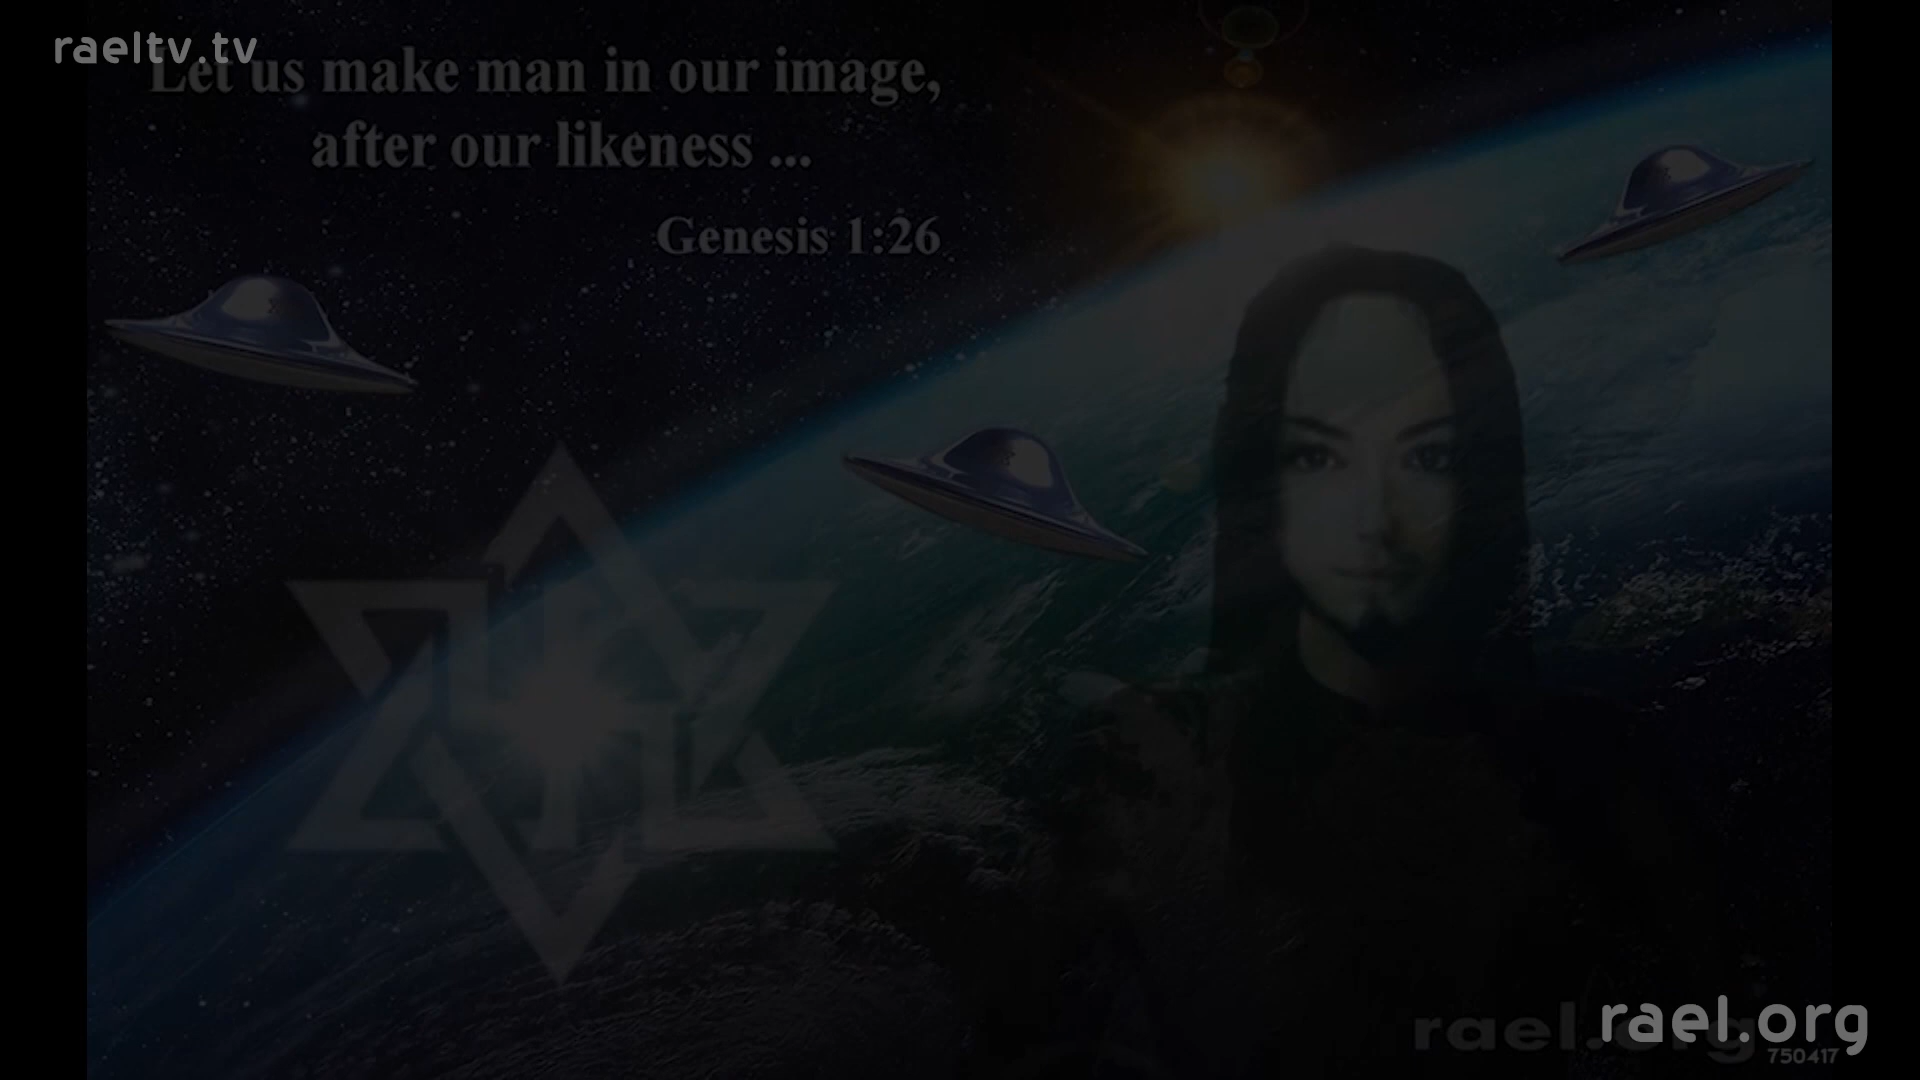 raeltv.tv
Let us make man in our image,
after our likeness ...
Genesis 1:26
rael.org
rael.org
750417